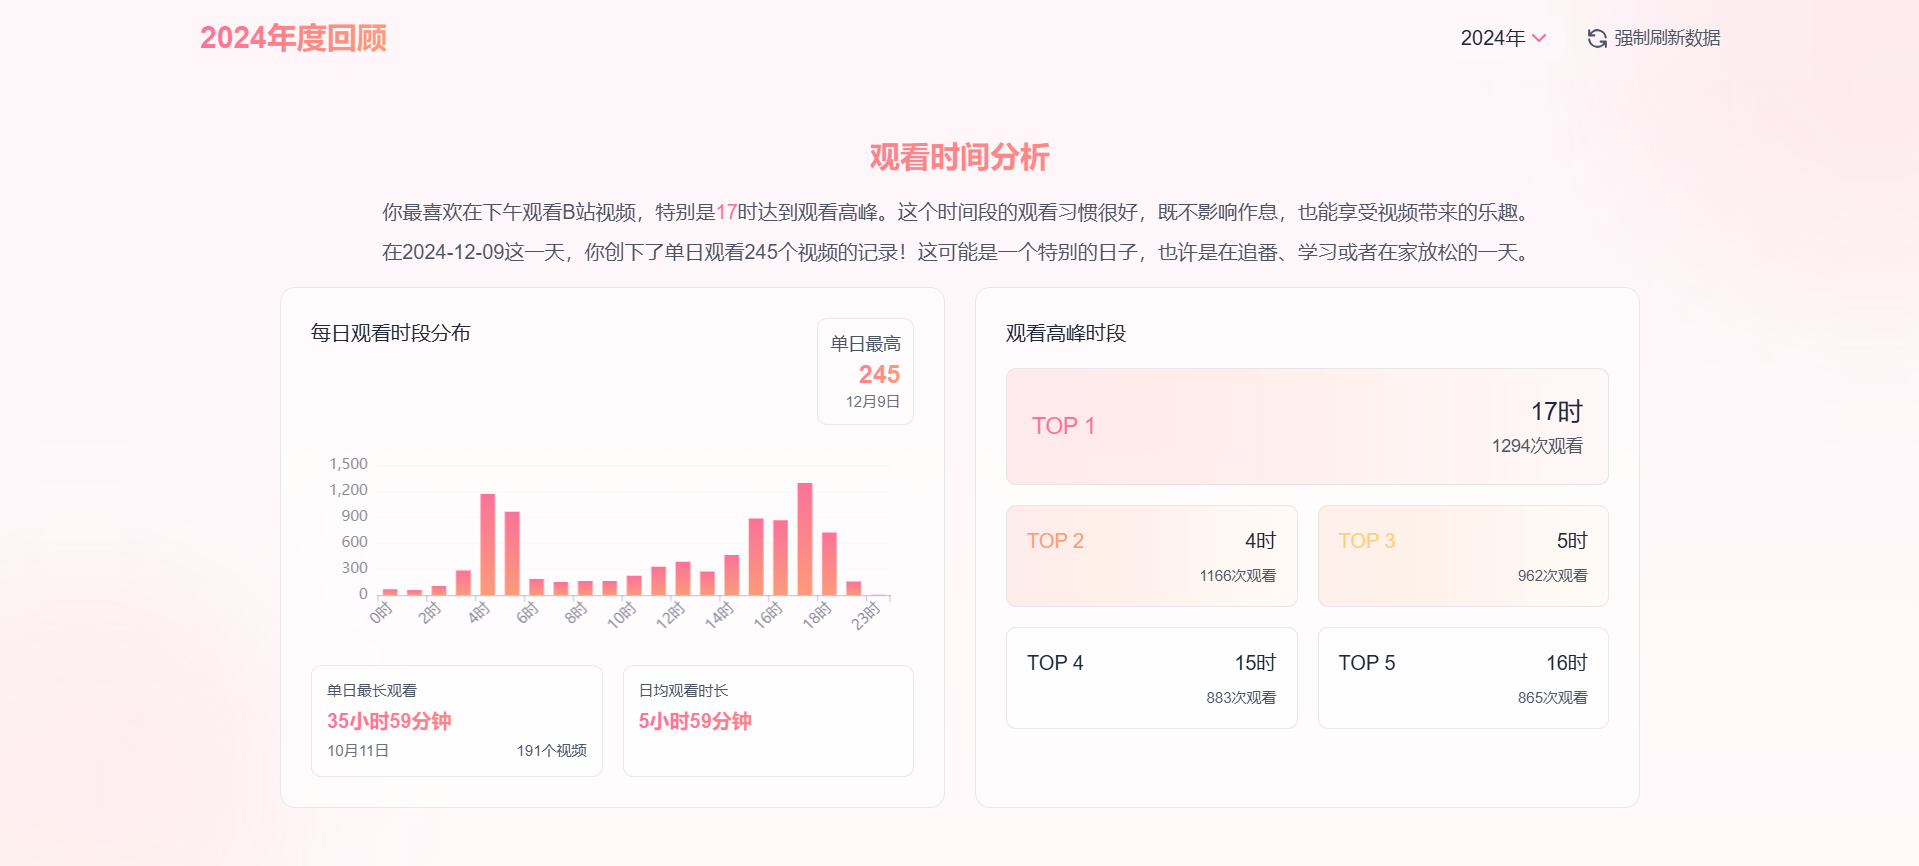 2024年度回顾
2024年
强制刷新数据
观看时间分析
你最喜欢在下午观看B站视频，特别是17时达到观看高峰。这个时间段的观看习惯很好，既不影响作息，也能享受视频带来的乐趣。
在2024-12-09这一天，你创下了单日观看245个视频的记录！这可能是一个特别的日子，也许是在追番、学习或者在家放松的一天。
每日观看时段分布
单日最高
245
12月9日
1,500
1,200
900
600
300
0
0时 2时 4时 6时 8时 10时 12时 14时 16时 18时 23时
单日最长观看
35小时59分钟
10月11日 191个视频
日均观看时长
5小时59分钟
观看高峰时段
TOP 1
17时
1294次观看
TOP 2 4时
1166次观看
TOP 3 5时
962次观看
TOP 4 15时
883次观看
TOP 5 16时
865次观看